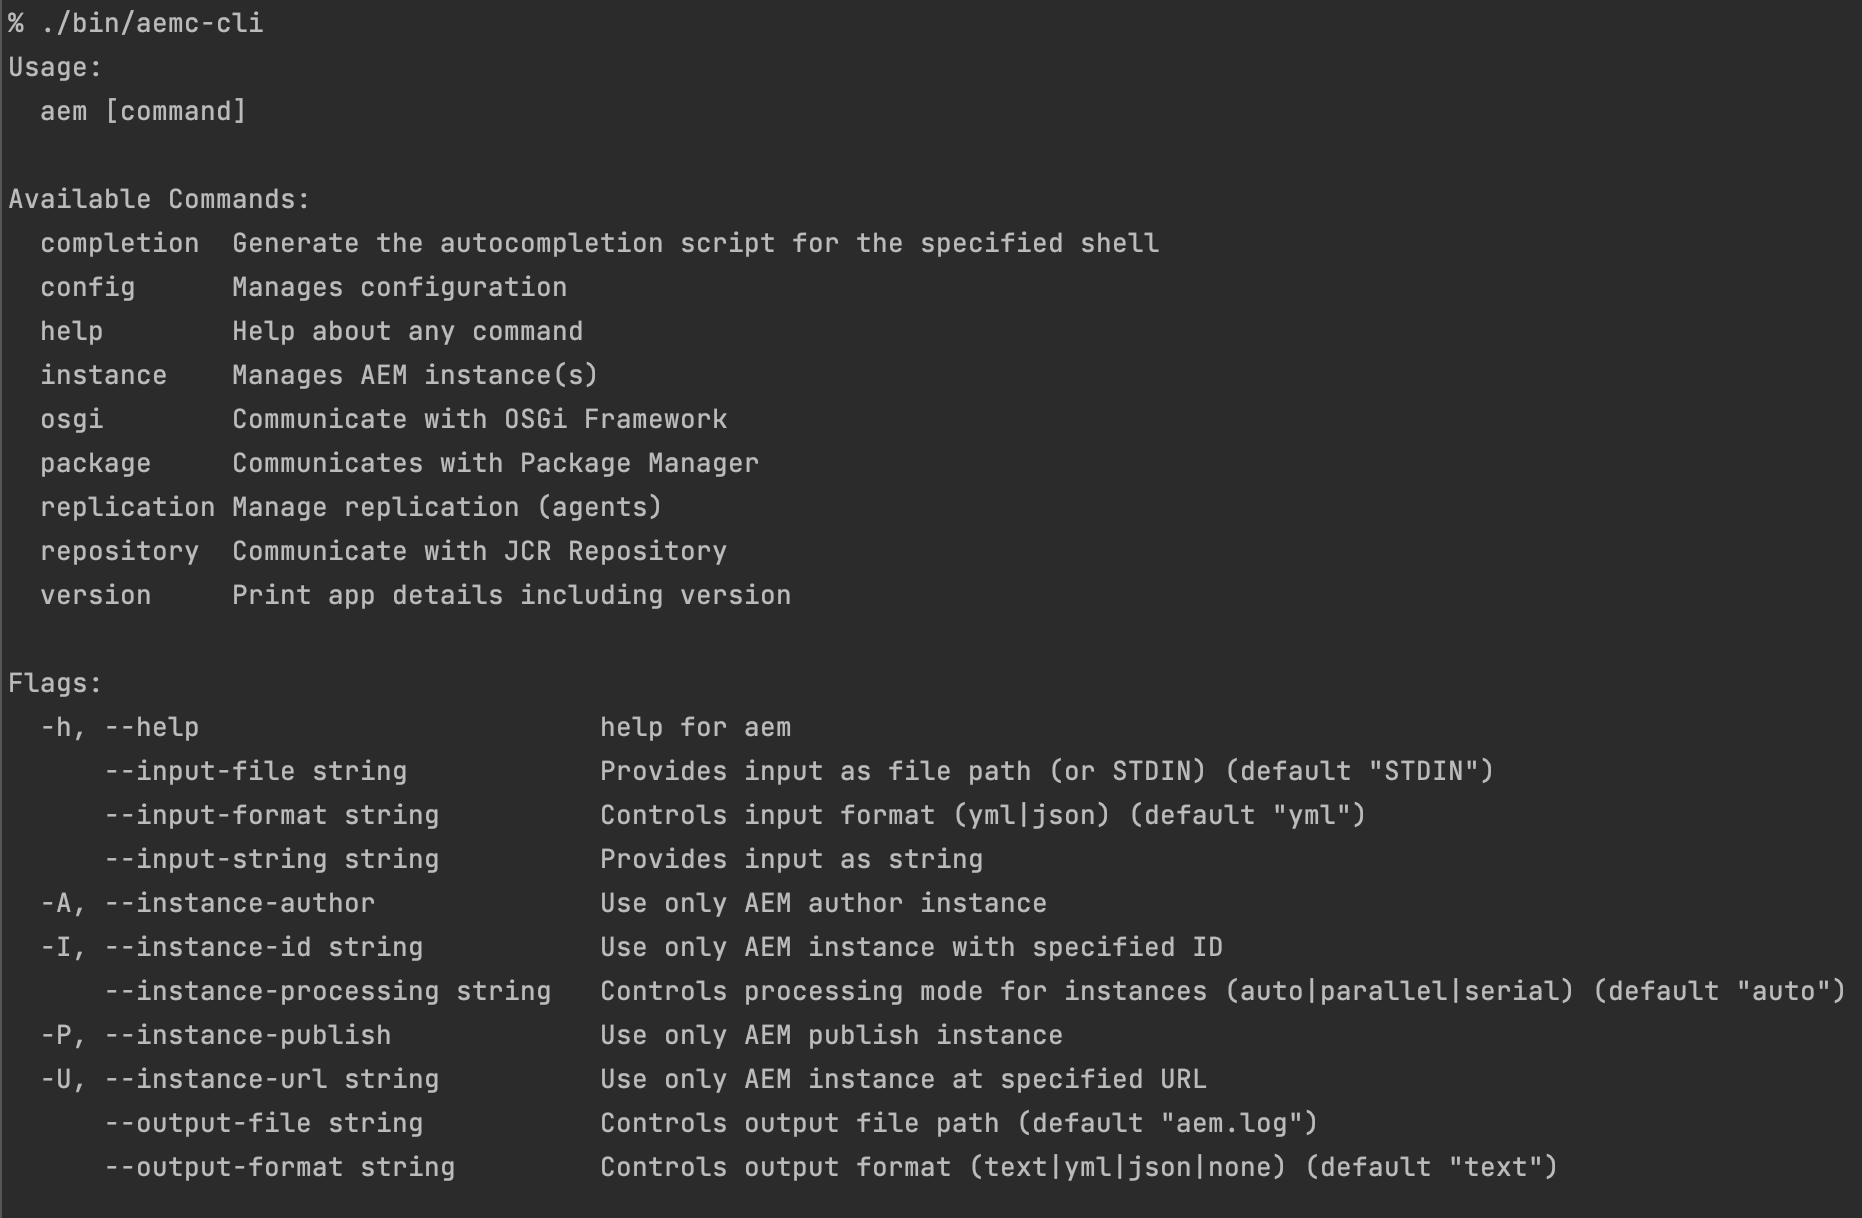 % ./bin/aemc-cli
Usage:
  aem [command]

Available Commands:
  completion  Generate the autocompletion script for the specified shell
  config      Manages configuration
  help        Help about any command
  instance    Manages AEM instance(s)
  osgi        Communicate with OSGi Framework
  package     Communicates with Package Manager
  replication Manage replication (agents)
  repository  Communicate with JCR Repository
  version     Print app details including version

Flags:
  -h, --help                         help for aem
      --input-file string            Provides input as file path (or STDIN) (default "STDIN")
      --input-format string          Controls input format (yml|json) (default "yml")
      --input-string string          Provides input as string
  -A, --instance-author              Use only AEM author instance
  -I, --instance-id string           Use only AEM instance with specified ID
      --instance-processing string   Controls processing mode for instances (auto|parallel|serial) (default "auto")
  -P, --instance-publish             Use only AEM publish instance
  -U, --instance-url string          Use only AEM instance at specified URL
      --output-file string           Controls output file path (default "aem.log")
      --output-format string         Controls output format (text|yml|json|none) (default "text")